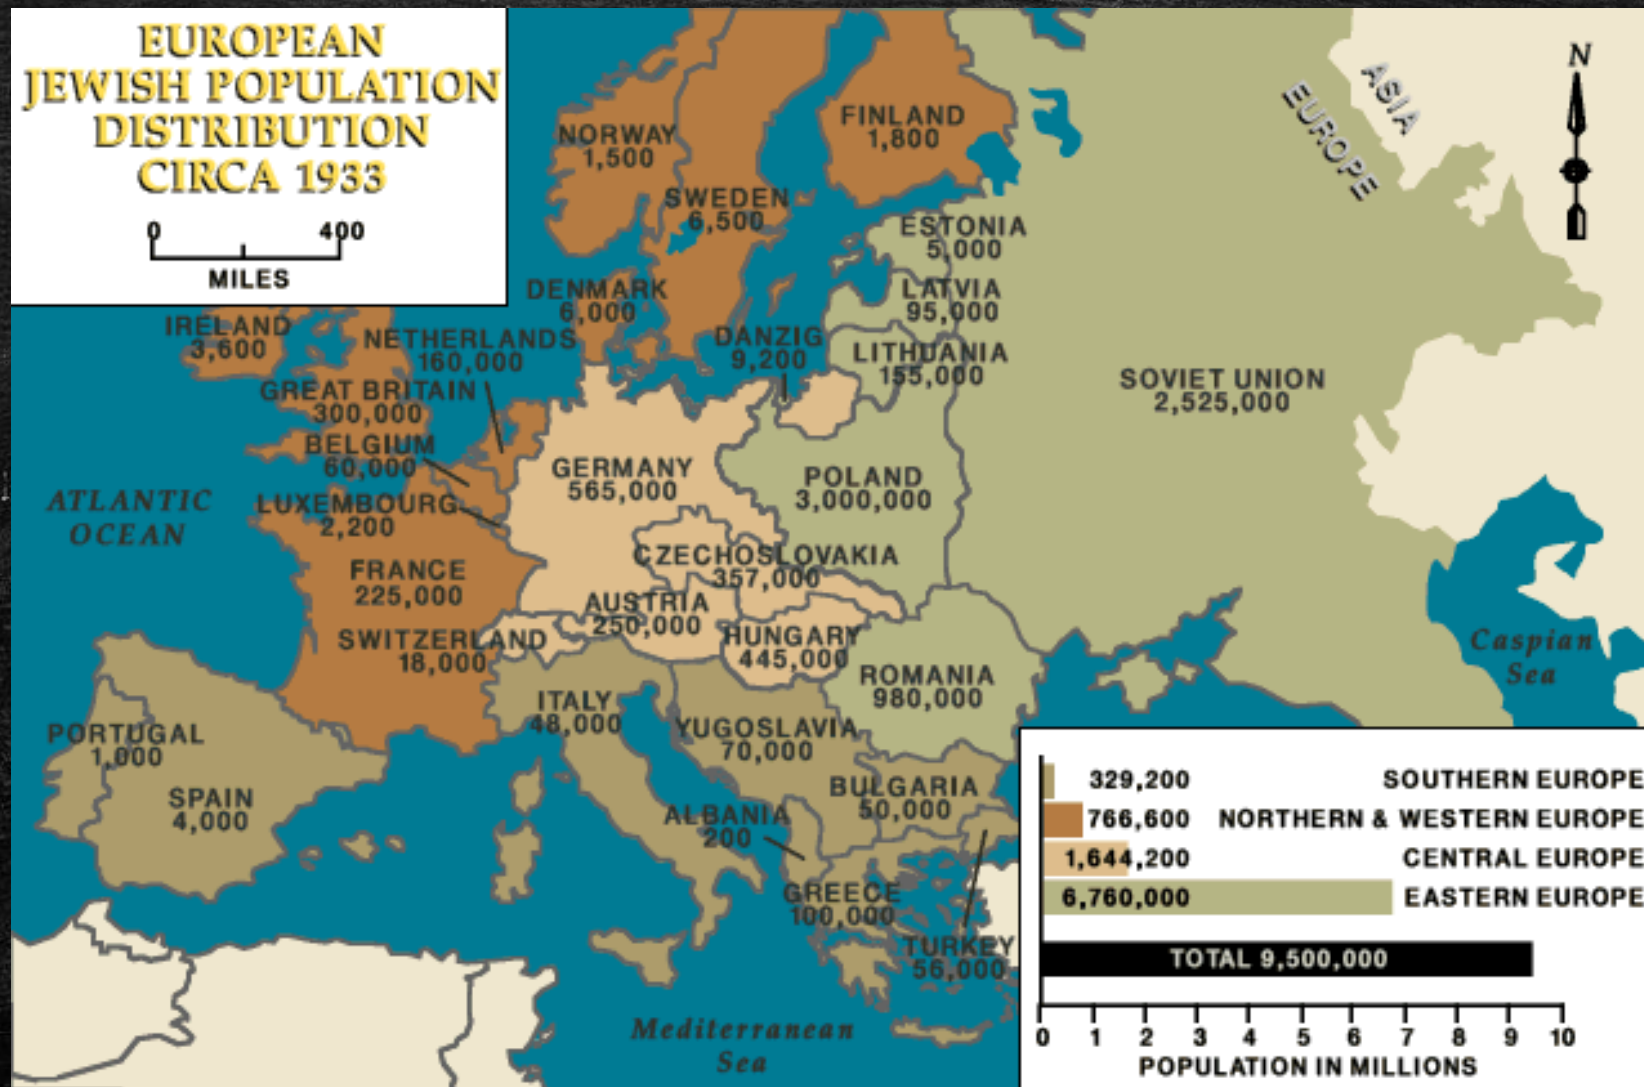 EUROPEAN
JEWISH POPULATION
DISTRIBUTION
CIRCA 1933
0 400
MILES
N
ASIA
EUROPE
NORWAY
1,500
FINLAND
1,800
SWEDEN
6,500
ESTONIA
5,000
DENMARK
6,000
LATVIA
95,000
IRELAND
3,600
NETHERLANDS
160,000
DANZIG
9,200
LITHUANIA
155,000
SOVIET UNION
2,525,000
GREAT BRITAIN
300,000
BELGIUM
60,000
GERMANY
565,000
POLAND
3,000,000
ATLANTIC
OCEAN
LUXEMBOURG
2,200
CZECHOSLOVAKIA
357,000
FRANCE
225,000
AUSTRIA
250,000
SWITZERLAND
18,000
HUNGARY
445,000
Caspian
Sea
ROMANIA
980,000
ITALY
48,000
PORTUGAL
1,000
YUGOSLAVIA
70,000
SPAIN
4,000
BULGARIA
50,000
ALBANIA
200
GREECE
100,000
TURKEY
56,000
Mediterranean
Sea
329,200 SOUTHERN EUROPE
766,600 NORTHERN & WESTERN EUROPE
1,644,200 CENTRAL EUROPE
6,760,000 EASTERN EUROPE
TOTAL 9,500,000
0 1 2 3 4 5 6 7 8 9 10
POPULATION IN MILLIONS